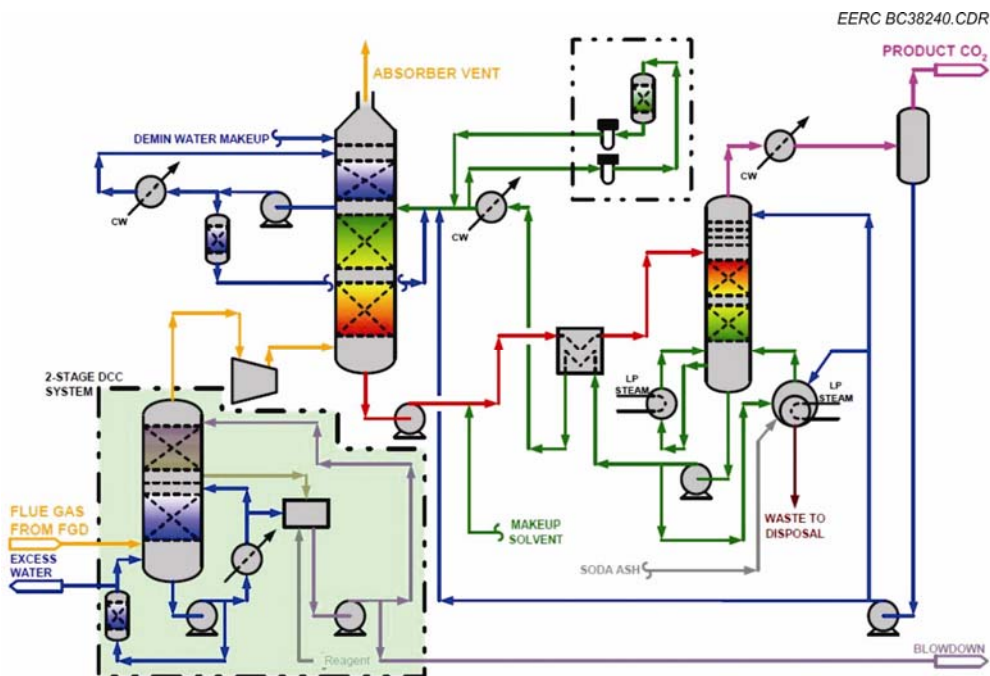 EERC BC38240.CDR
PRODUCT CO₂
ABSORBER VENT
DEMIN WATER MAKEUP
CW
CW
CW
2-STAGE DCC
SYSTEM
LP
STEAM
LP
STEAM
FLUE GAS
FROM FGD
EXCESS
WATER
MAKEUP
SOLVENT
WASTE TO
DISPOSAL
SODA ASH
Reagent
BLOWDOWN